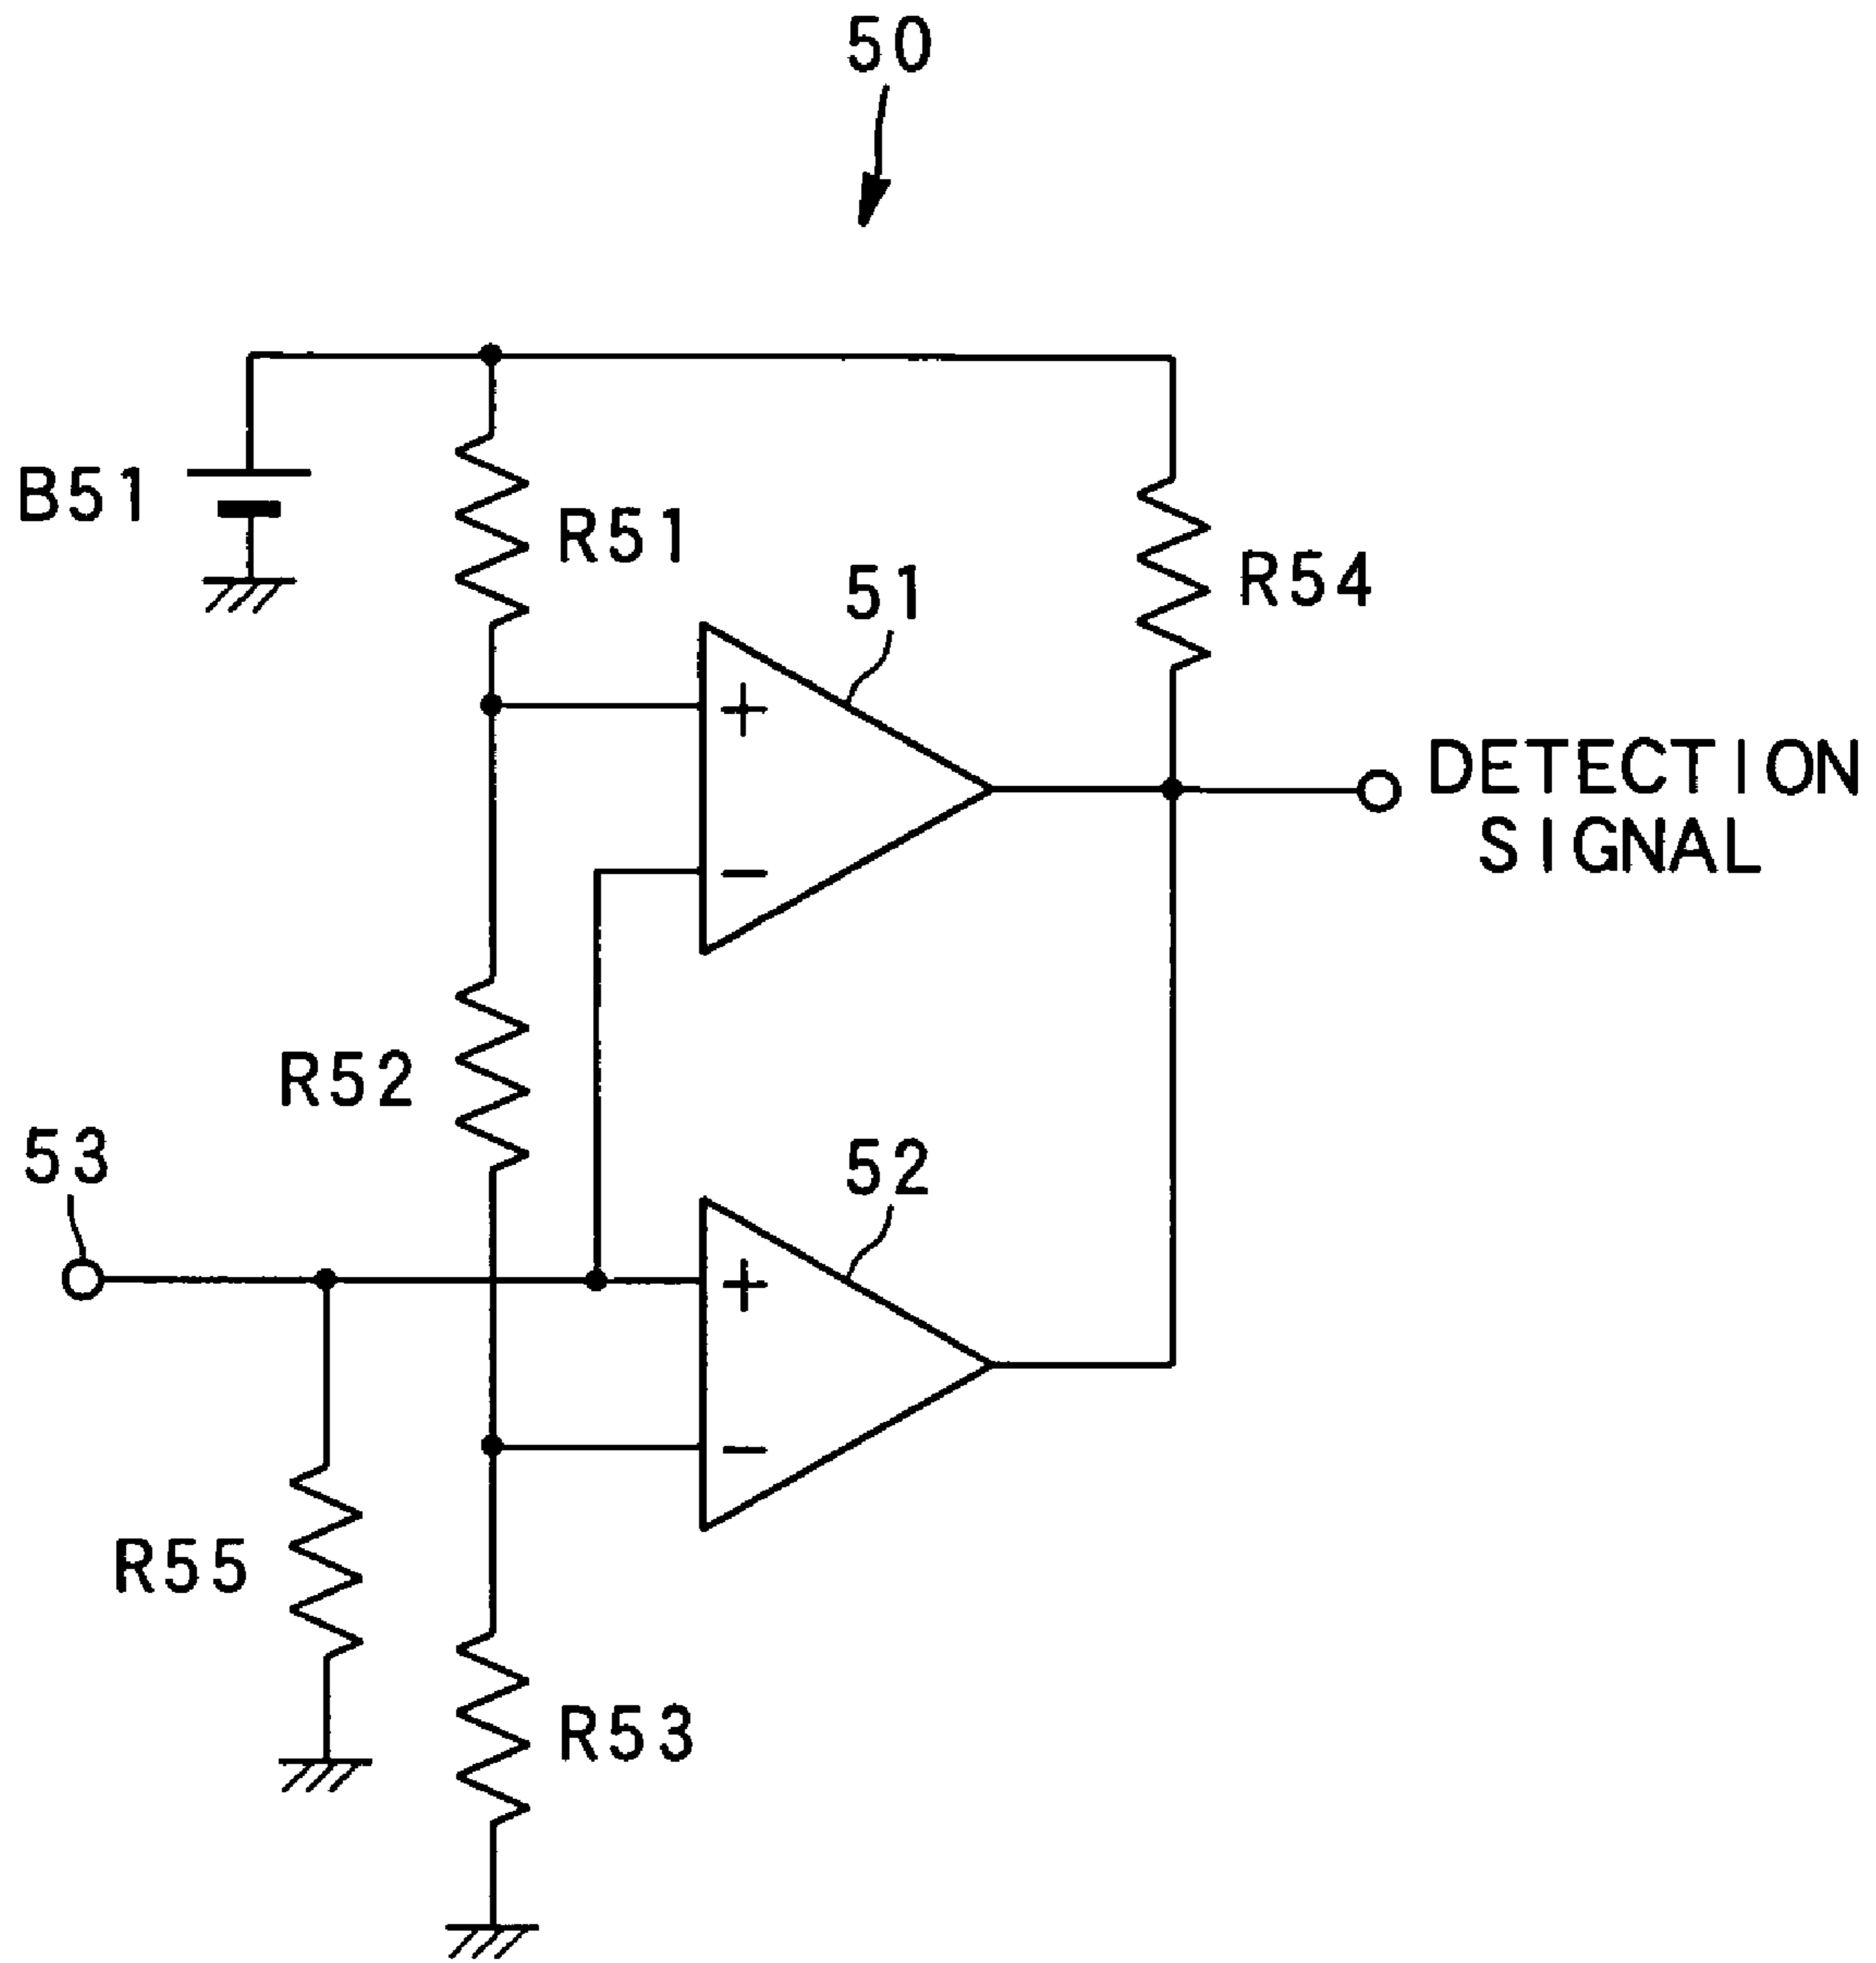 50
B51
R51
51
R54
+
DETECTION
SIGNAL
−
R52
53
52
+
−
R55
R53